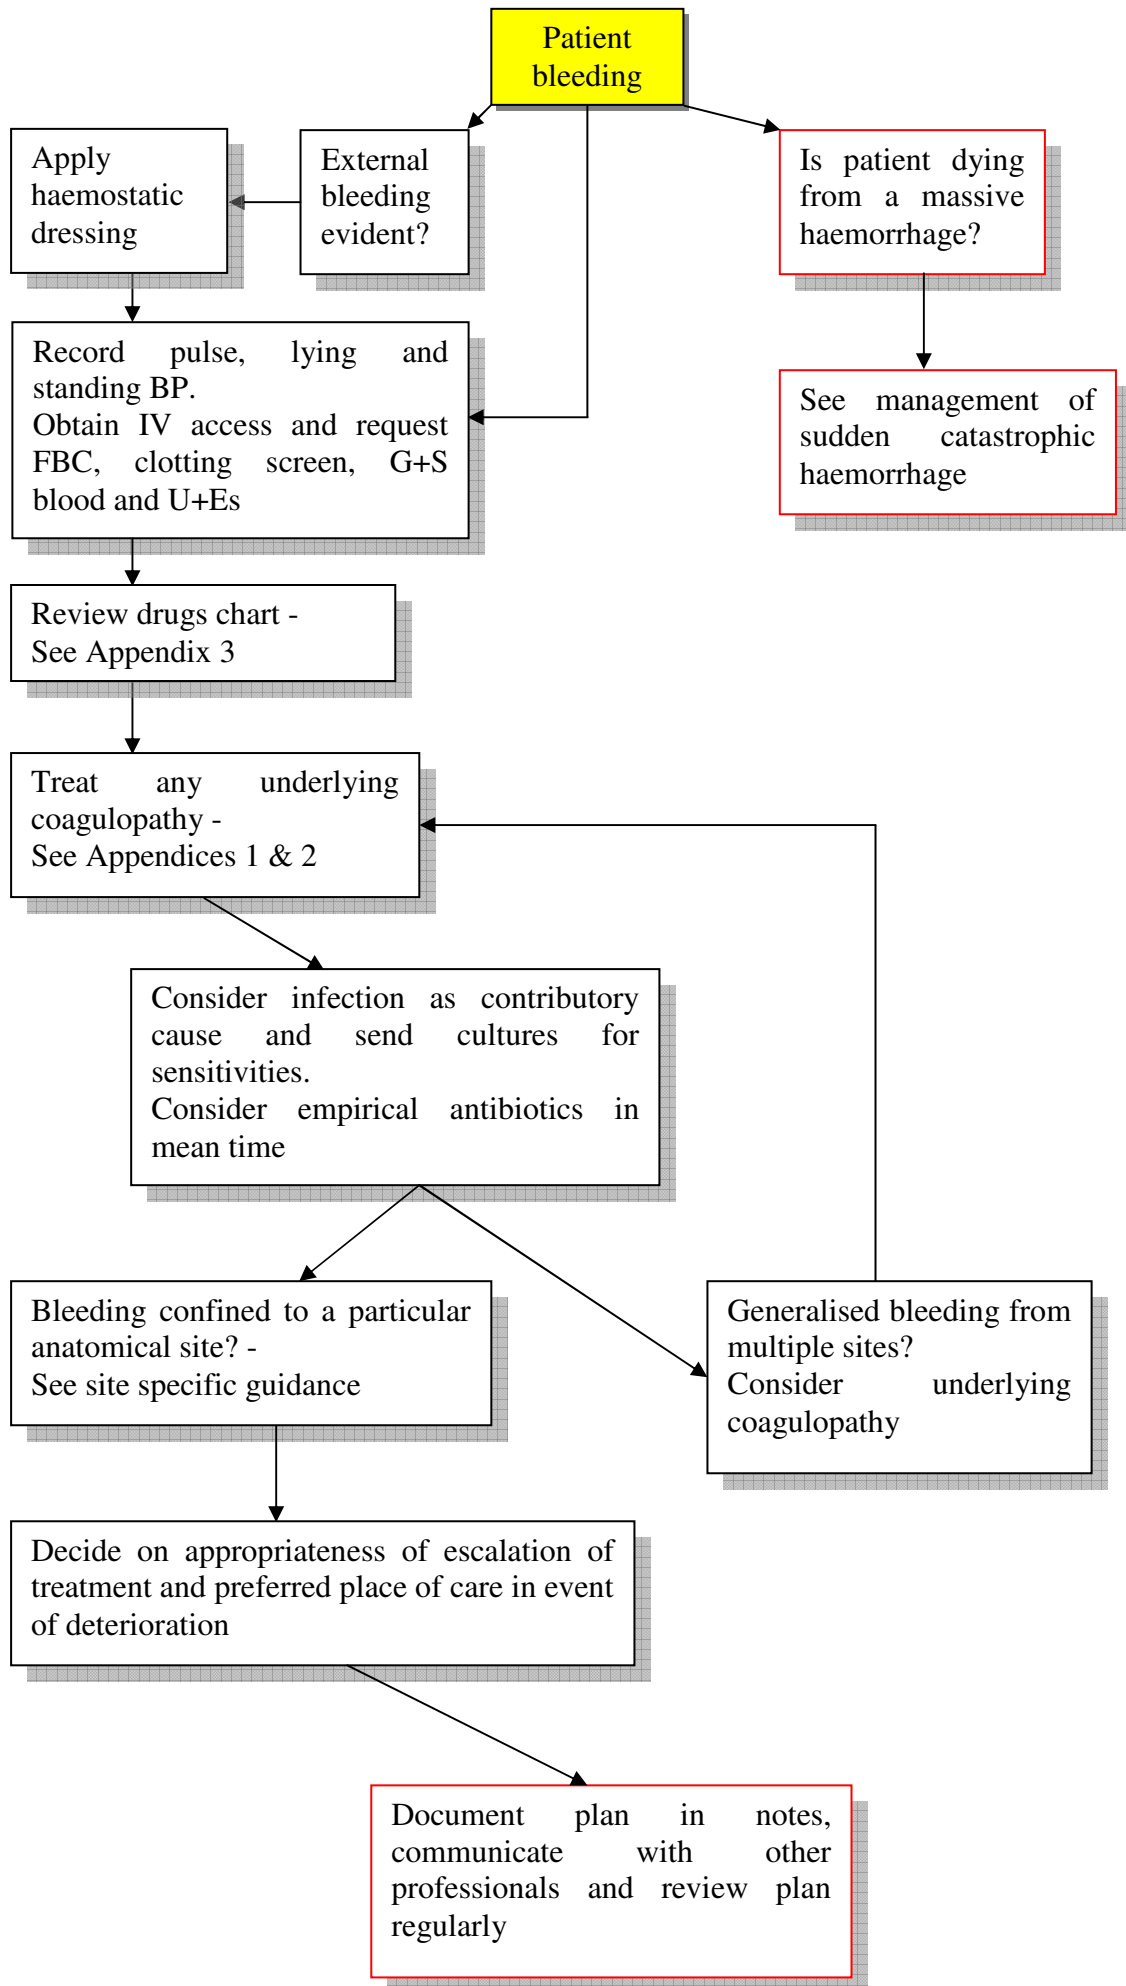 Patient
bleeding
Apply
haemostatic
dressing
External
bleeding
evident?
Is patient dying
from a massive
haemorrhage?
Record pulse, lying and
standing BP.
Obtain IV access and request
FBC, clotting screen, G+S
blood and U+Es
See management of
sudden catastrophic
haemorrhage
Review drugs chart -
See Appendix 3
Treat any underlying
coagulopathy -
See Appendices 1 & 2
Consider infection as contributory
cause and send cultures for
sensitivities.
Consider empirical antibiotics in
mean time
Bleeding confined to a particular
anatomical site? -
See site specific guidance
Generalised bleeding from
multiple sites?
Consider underlying
coagulopathy
Decide on appropriateness of escalation of
treatment and preferred place of care in event
of deterioration
Document plan in notes,
communicate with other
professionals and review plan
regularly